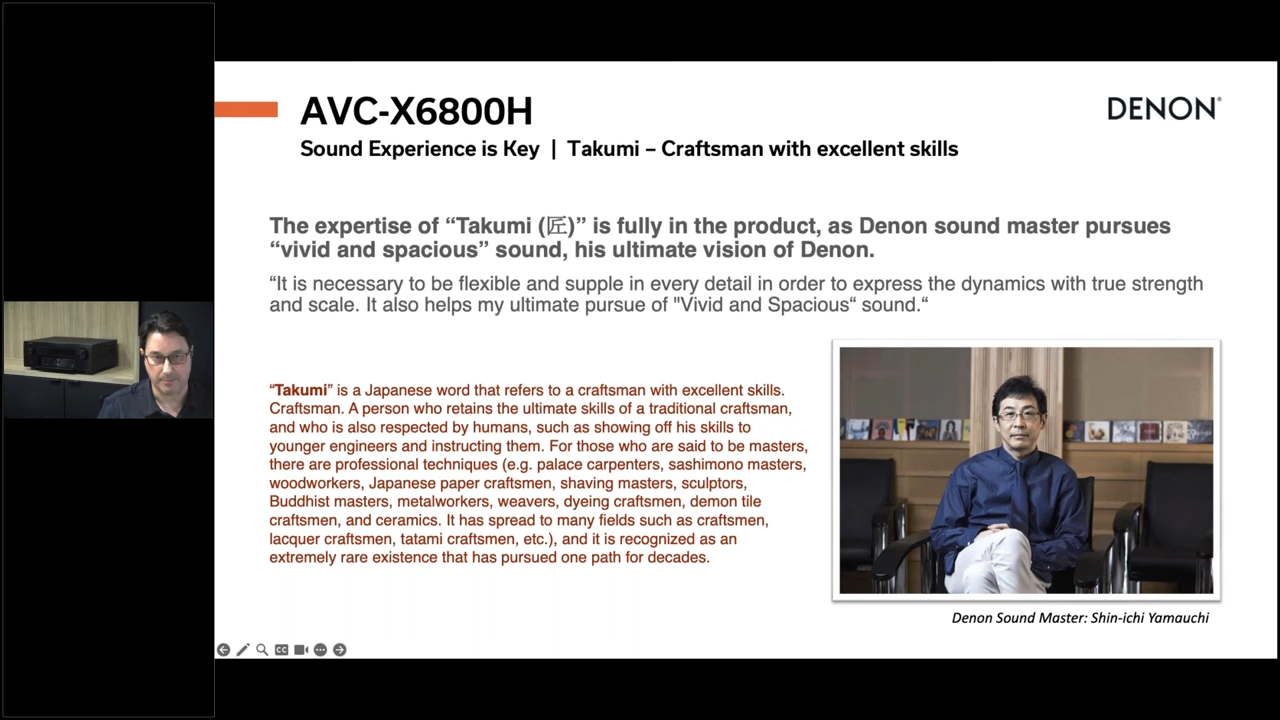 AVC-X6800H
DENON®
Sound Experience is Key | Takumi – Craftsman with excellent skills
The expertise of “Takumi (匠)” is fully in the product, as Denon sound master pursues
“vivid and spacious” sound, his ultimate vision of Denon.
“It is necessary to be flexible and supple in every detail in order to express the dynamics with true strength
and scale. It also helps my ultimate pursue of "Vivid and Spacious“ sound.“
“Takumi” is a Japanese word that refers to a craftsman with excellent skills.
Craftsman. A person who retains the ultimate skills of a traditional craftsman,
and who is also respected by humans, such as showing off his skills to
younger engineers and instructing them. For those who are said to be masters,
there are professional techniques (e.g. palace carpenters, sashimono masters,
woodworkers, Japanese paper craftsmen, shaving masters, sculptors,
Buddhist masters, metalworkers, weavers, dyeing craftsmen, demon tile
craftsmen, and ceramics. It has spread to many fields such as craftsmen,
lacquer craftsmen, tatami craftsmen, etc.), and it is recognized as an
extremely rare existence that has pursued one path for decades.
Denon Sound Master: Shin-ichi Yamauchi
CC